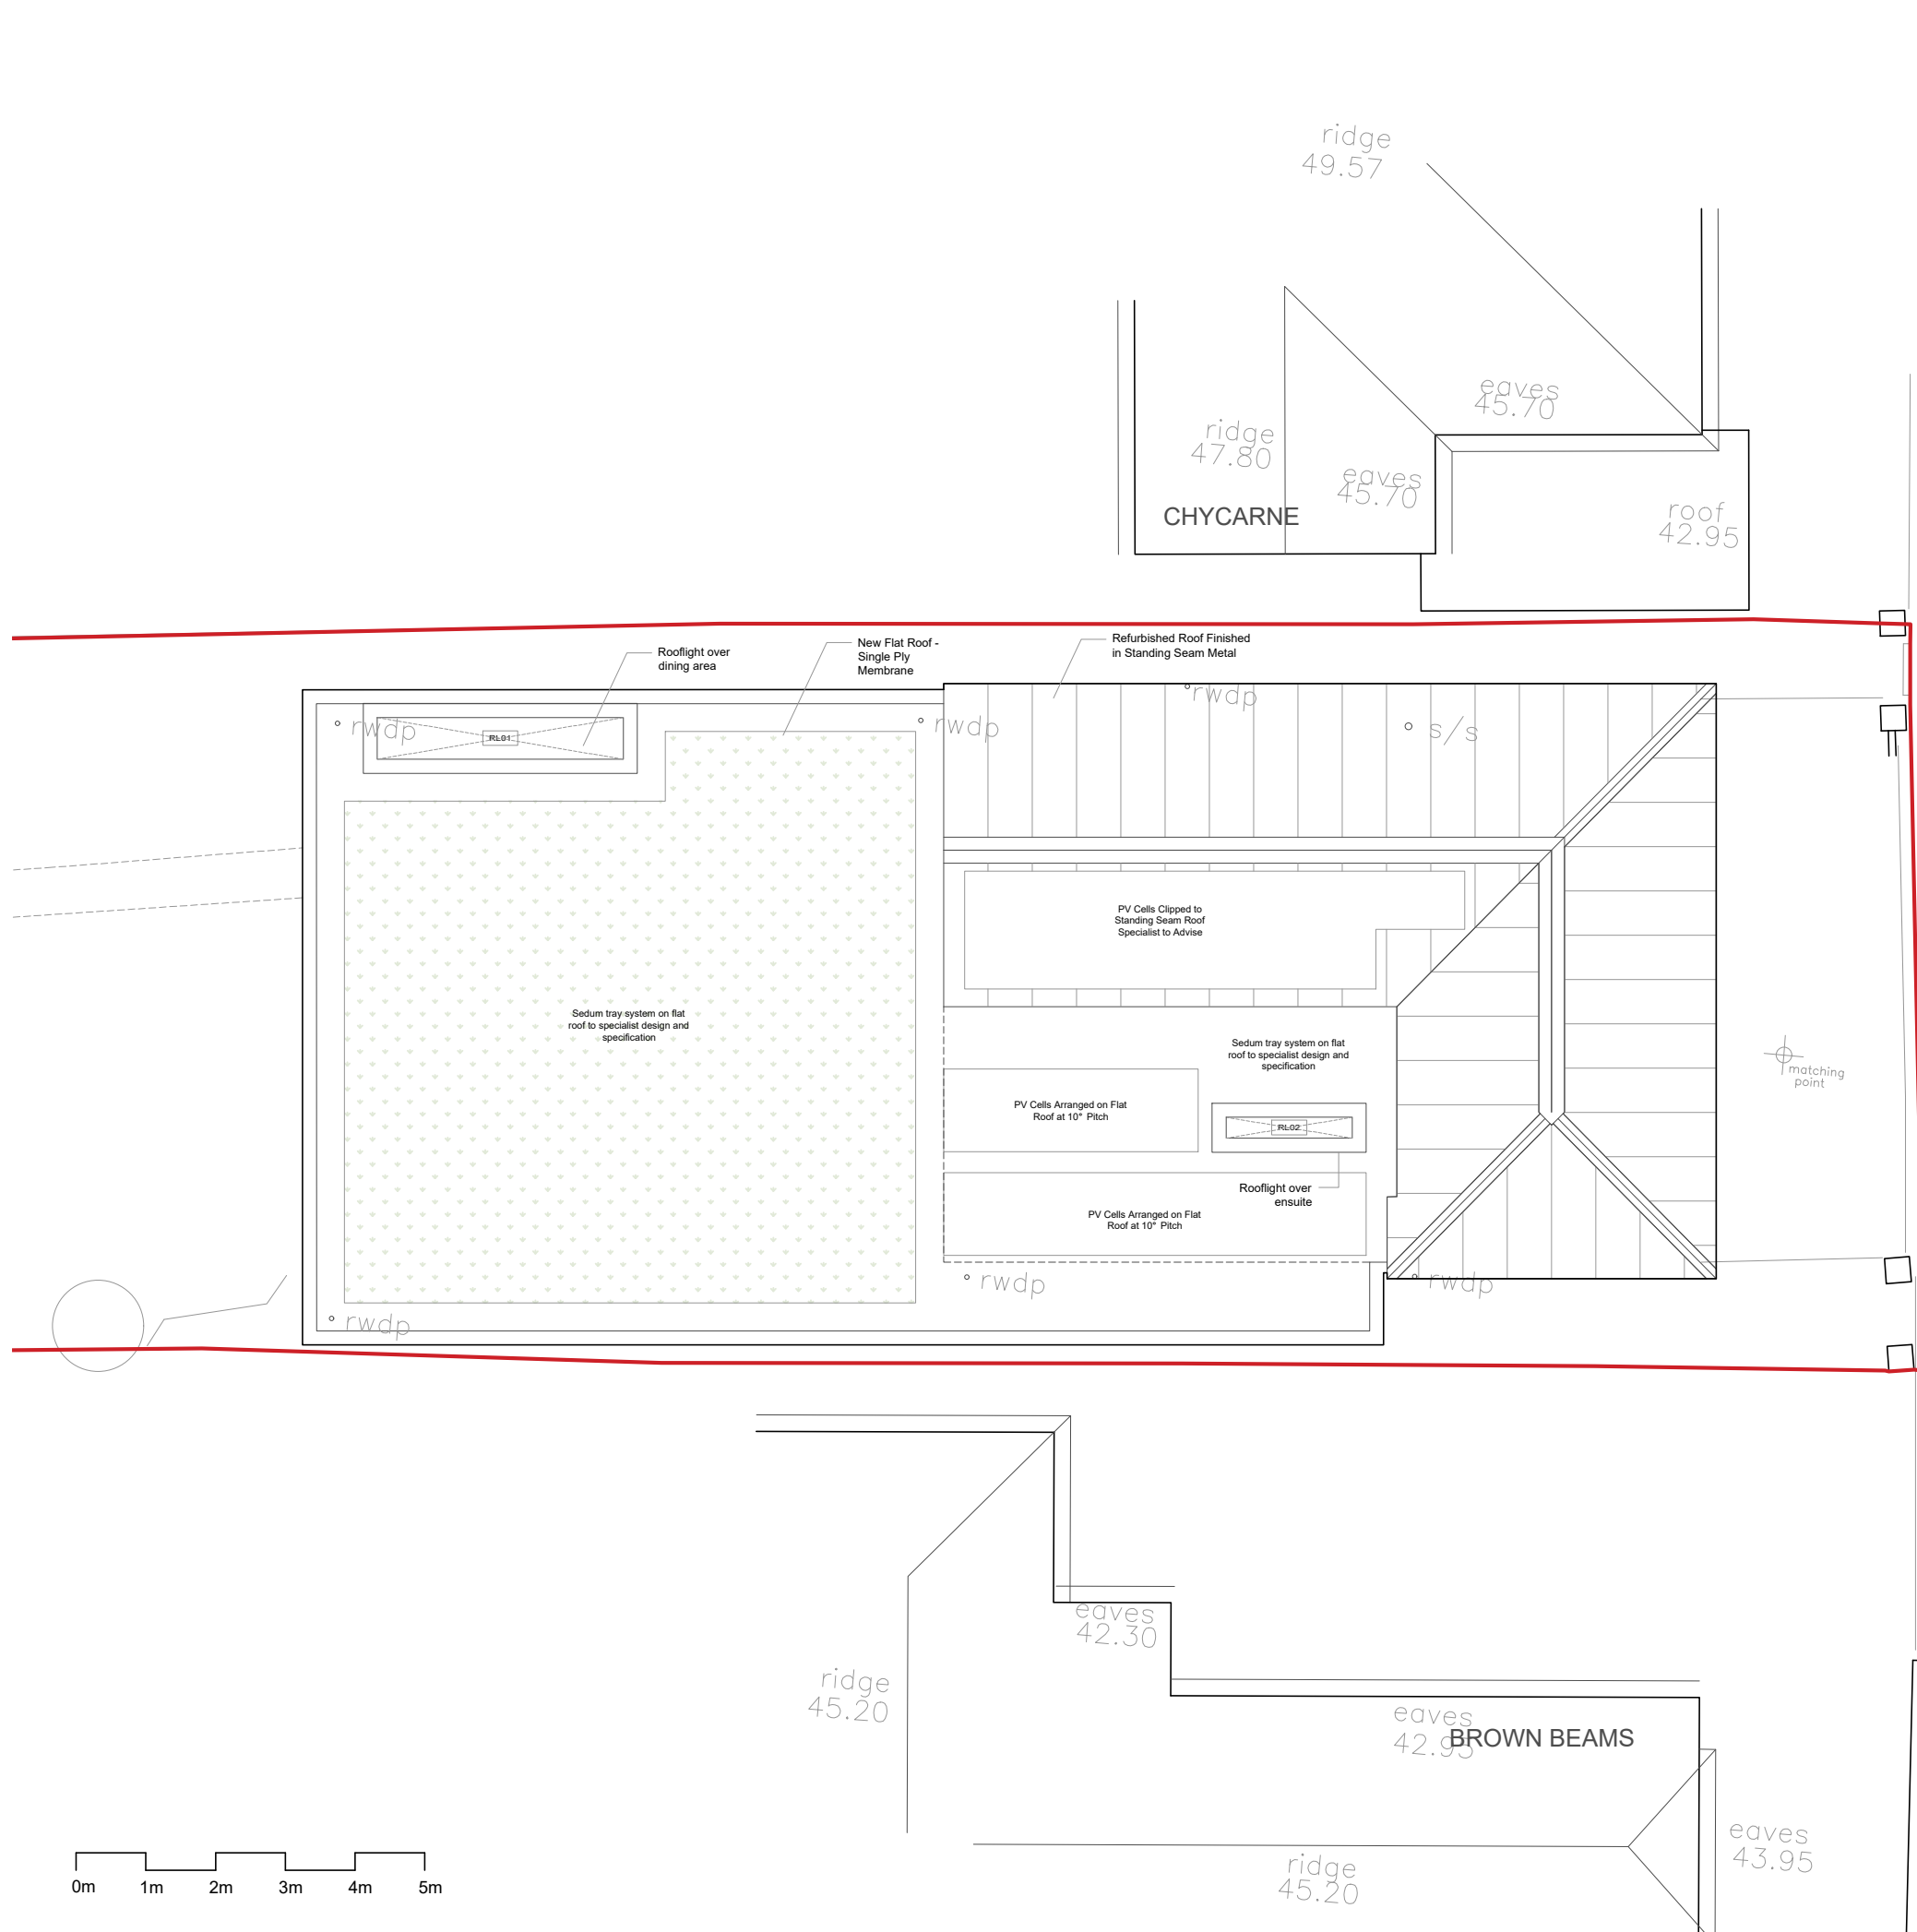 ridge
49.57
eaves
45.70
ridge
47.80
eaves
45.70
CHYCARNE
roof
42.95
Rooflight over
dining area
New Flat Roof -
Single Ply
Membrane
Refurbished Roof Finished
in Standing Seam Metal
rwdp
rwdp
rwdp
s/s
RL01
PV Cells Clipped to
Standing Seam Roof
Specialist to Advise
Sedum tray system on flat
roof to specialist design and
specification
Sedum tray system on flat
roof to specialist design and
specification
matching
point
PV Cells Arranged on Flat
Roof at 10° Pitch
RL02
Rooflight over
ensuite
PV Cells Arranged on Flat
Roof at 10° Pitch
rwdp
rwdp
rwdp
eaves
42.30
ridge
45.20
eaves
42.95
BROWN BEAMS
eaves
43.95
ridge
45.20
0m 1m 2m 3m 4m 5m